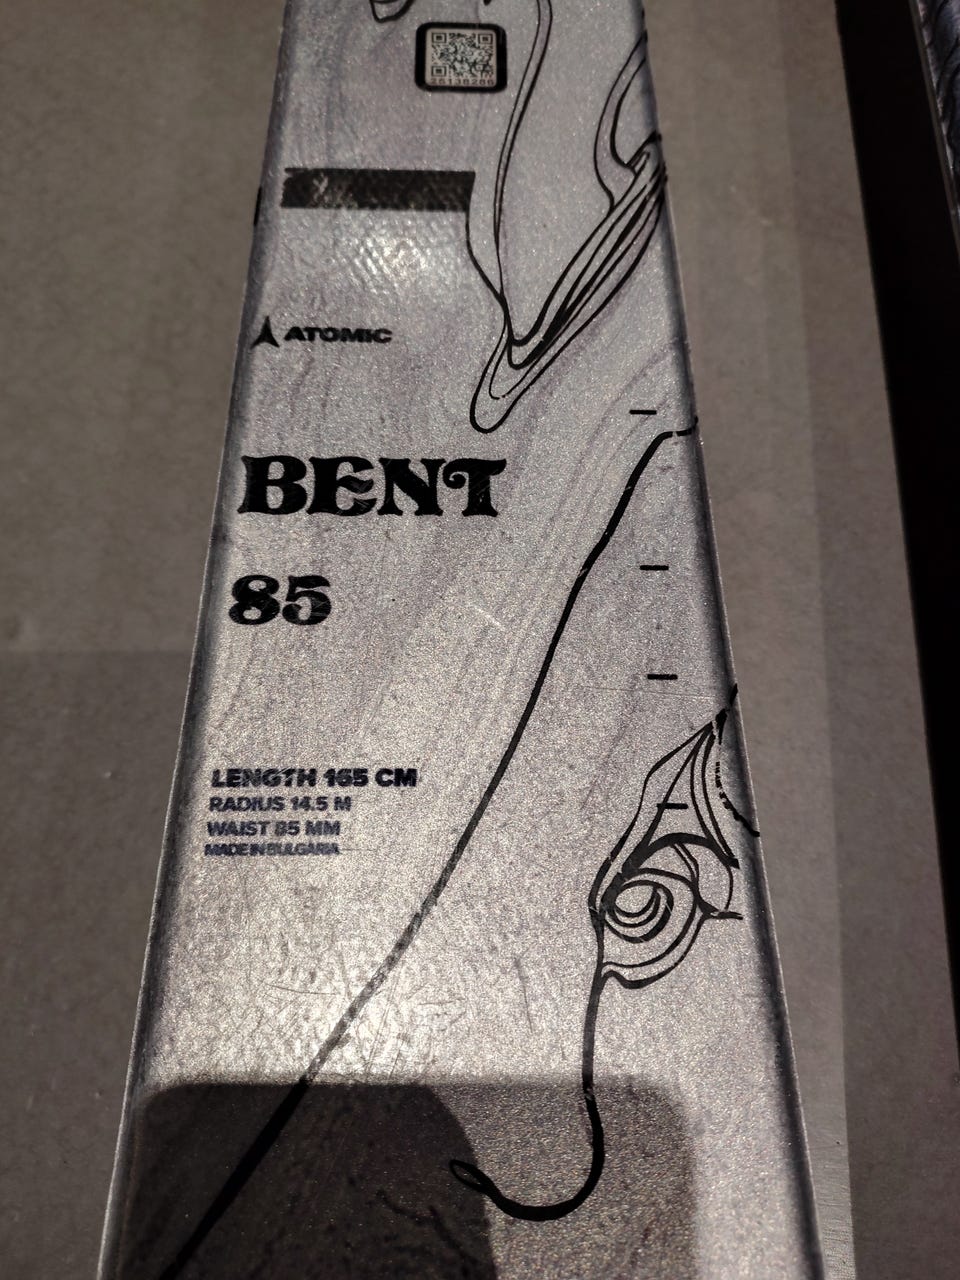 ATOMIC
BENT
85
LENGTH 165 CM
RADIUS 14.5 M
WAIST 85 MM
MADE IN BULGARIA